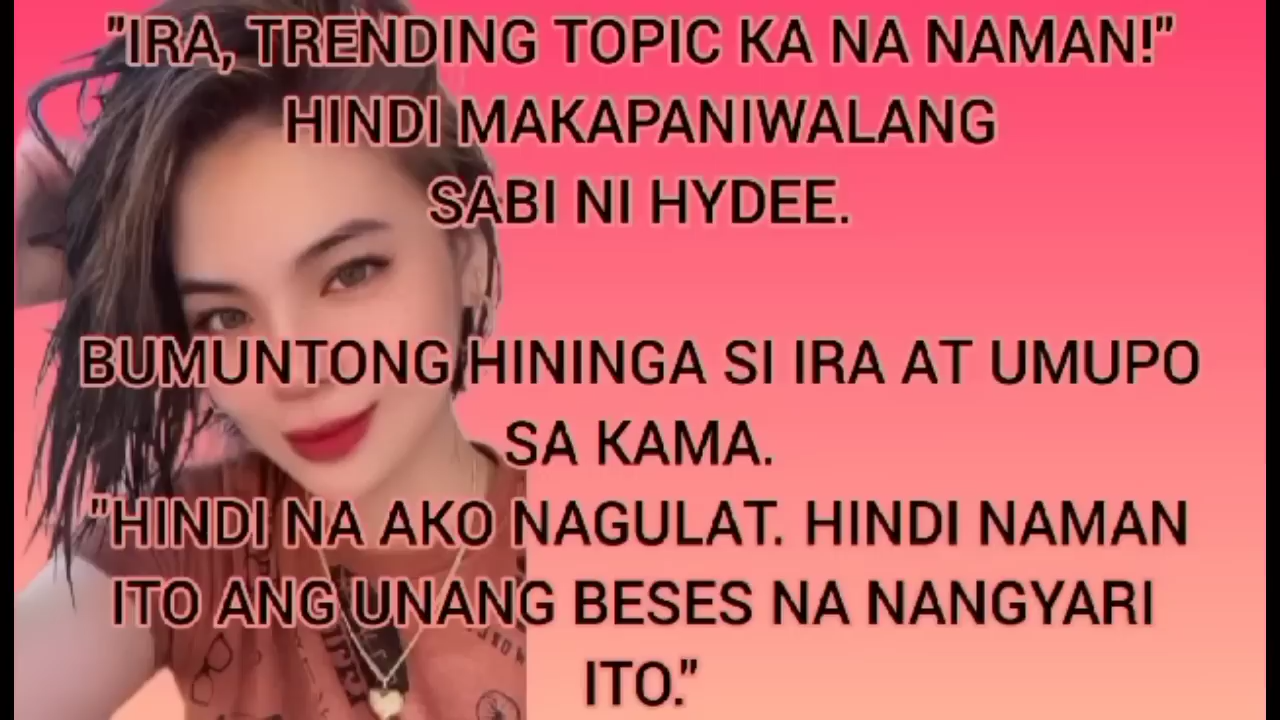 "IRA, TRENDING TOPIC KA NA NAMAN!"
HINDI MAKAPANIWALANG
SABI NI HYDEE.
BUMUNTONG HININGA SI IRA AT UMUPO
SA KAMA.
"HINDI NA AKO NAGULAT. HINDI NAMAN
ITO ANG UNANG BESES NA NANGYARI
ITO."